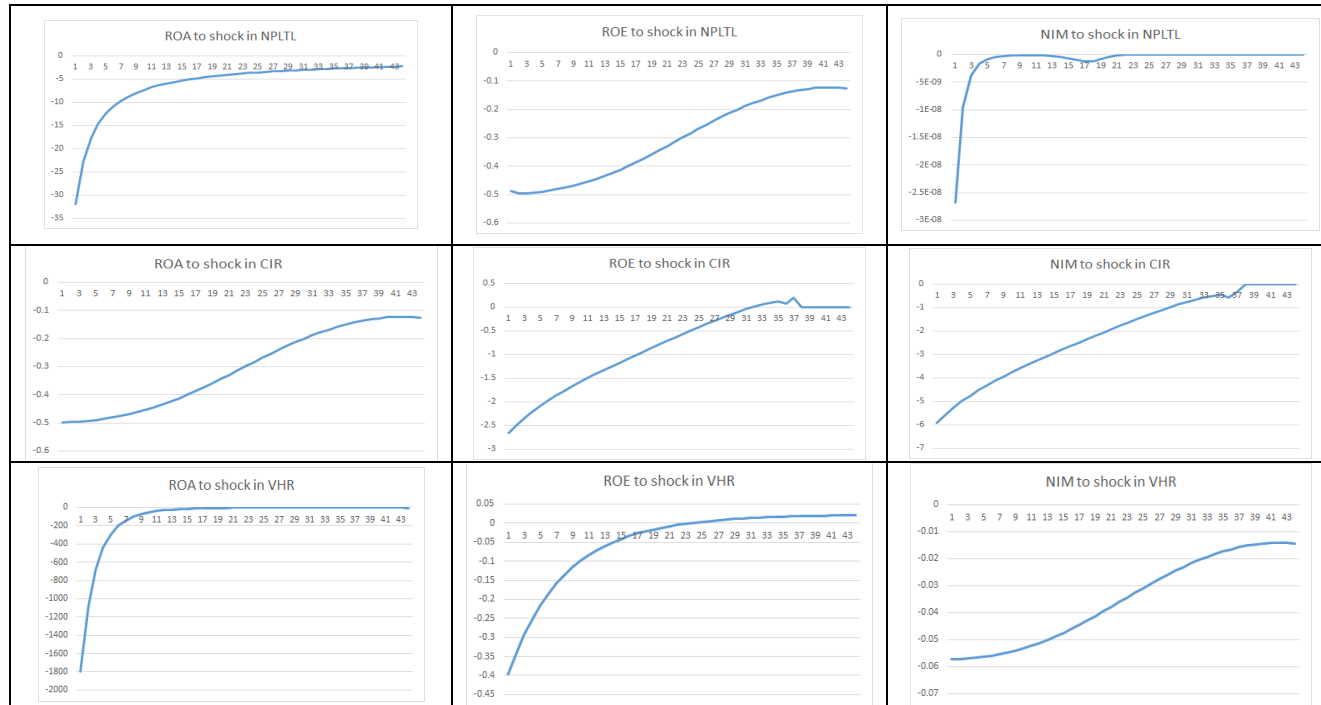 ROA to shock in NPLTL
0
1 3 5 7 9 11 13 15 17 19 21 23 25 27 29 31 33 35 37 39 41 43
-5
-10
-15
-20
-25
-30
-35
ROE to shock in NPLTL
0
1 3 5 7 9 11 13 15 17 19 21 23 25 27 29 31 33 35 37 39 41 43
-0.1
-0.2
-0.3
-0.4
-0.5
-0.6
NIM to shock in NPLTL
0
1 3 5 7 9 11 13 15 17 19 21 23 25 27 29 31 33 35 37 39 41 43
-5E-09
-1E-08
-1.5E-08
-2E-08
-2.5E-08
-3E-08
ROA to shock in CIR
0
1 3 5 7 9 11 13 15 17 19 21 23 25 27 29 31 33 35 37 39 41 43
-0.1
-0.2
-0.3
-0.4
-0.5
-0.6
ROE to shock in CIR
0.5
0
1 3 5 7 9 11 13 15 17 19 21 23 25 27 29 31 33 35 37 39 41 43
-0.5
-1
-1.5
-2
-2.5
-3
NIM to shock in CIR
0
1 3 5 7 9 11 13 15 17 19 21 23 25 27 29 31 33 35 37 39 41 43
-1
-2
-3
-4
-5
-6
-7
ROA to shock in VHR
0
1 3 5 7 9 11 13 15 17 19 21 23 25 27 29 31 33 35 37 39 41 43
-200
-400
-600
-800
-1000
-1200
-1400
-1600
-1800
-2000
ROE to shock in VHR
0.05
0
1 3 5 7 9 11 13 15 17 19 21 23 25 27 29 31 33 35 37 39 41 43
-0.05
-0.1
-0.15
-0.2
-0.25
-0.3
-0.35
-0.4
-0.45
NIM to shock in VHR
0
1 3 5 7 9 11 13 15 17 19 21 23 25 27 29 31 33 35 37 39 41 43
-0.01
-0.02
-0.03
-0.04
-0.05
-0.06
-0.07